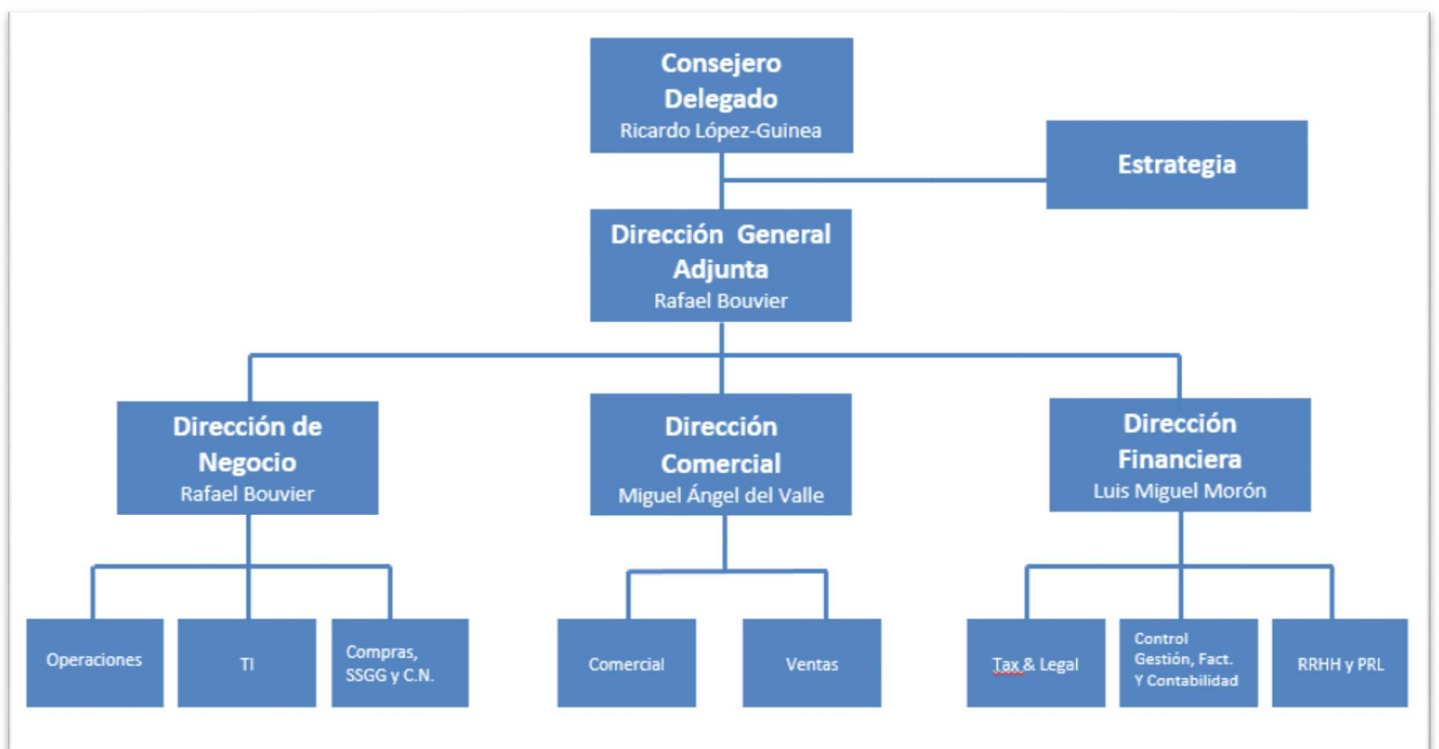 Consejero
Delegado
Ricardo López-Guinea
Estrategia
Dirección General
Adjunta
Rafael Bouvier
Dirección de
Negocio
Rafael Bouvier
Dirección
Comercial
Miguel Ángel del Valle
Dirección
Financiera
Luis Miguel Morón
Operaciones
TI
Compras,
SSGG y C.N.
Comercial
Ventas
Tax & Legal
Control
Gestión, Fact.
Y Contabilidad
RRHH y PRL